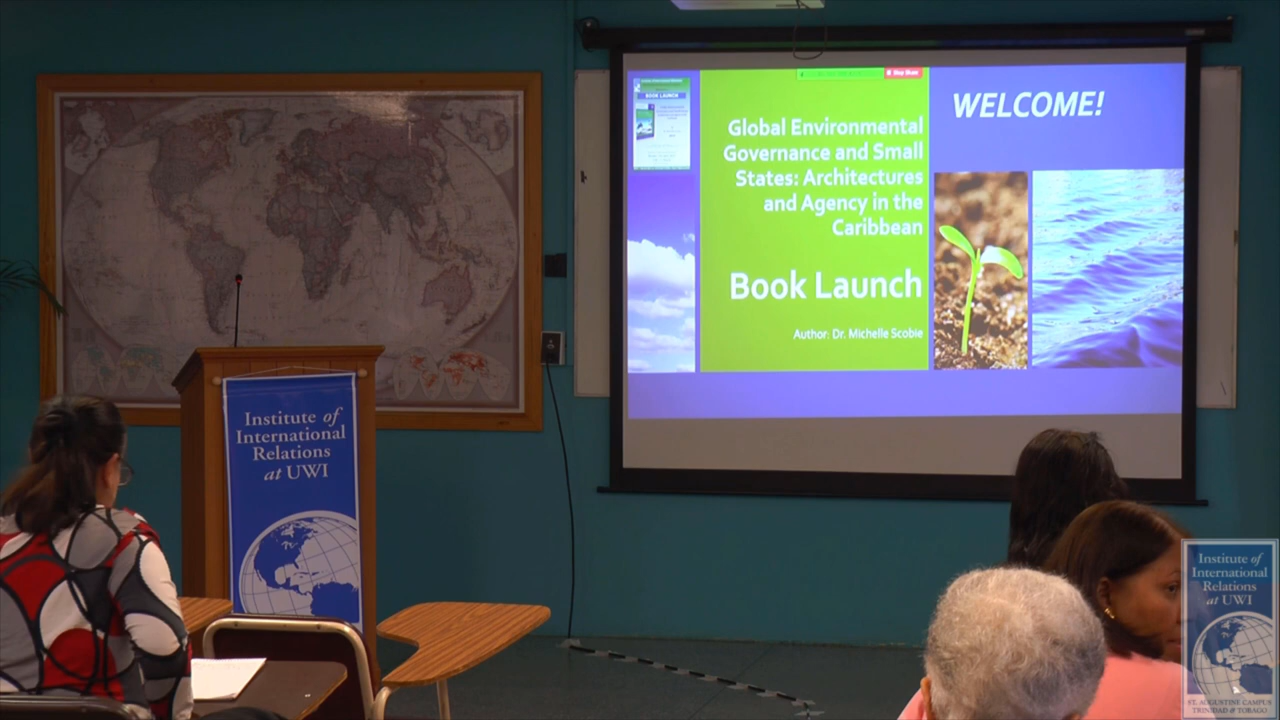 BOOK LAUNCH
Stop Share
Global Environmental
Governance and Small
States: Architectures
and Agency in the
Caribbean
Book Launch
Author: Dr. Michelle Scobie
WELCOME!
Institute of
International
Relations
at UWI
Institute of
International
Relations
at UWI
ST. AUGUSTINE CAMPUS
TRINIDAD & TOBAGO